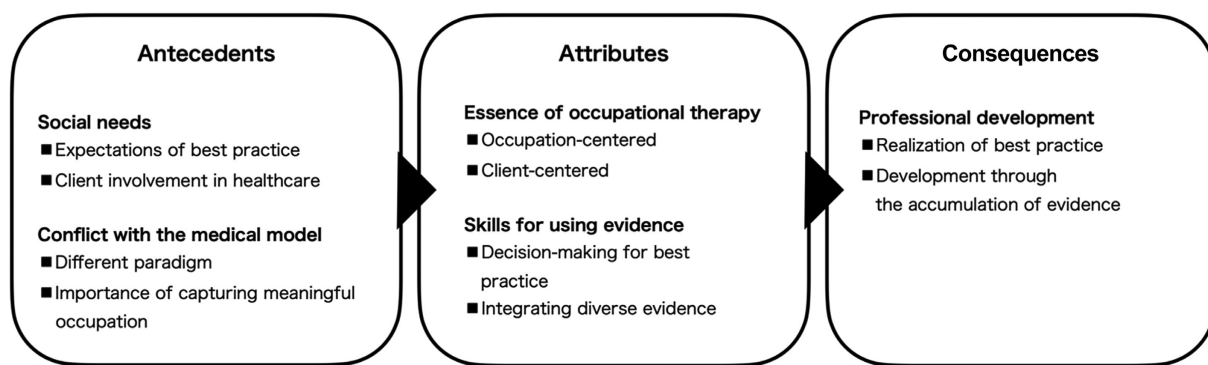 Antecedents
Social needs
■Expectations of best practice
■Client involvement in healthcare
Conflict with the medical model
■Different paradigm
■Importance of capturing meaningful
occupation
Attributes
Essence of occupational therapy
■Occupation-centered
■Client-centered
Skills for using evidence
■Decision-making for best
practice
■Integrating diverse evidence
Consequences
Professional development
■Realization of best practice
■Development through
the accumulation of evidence